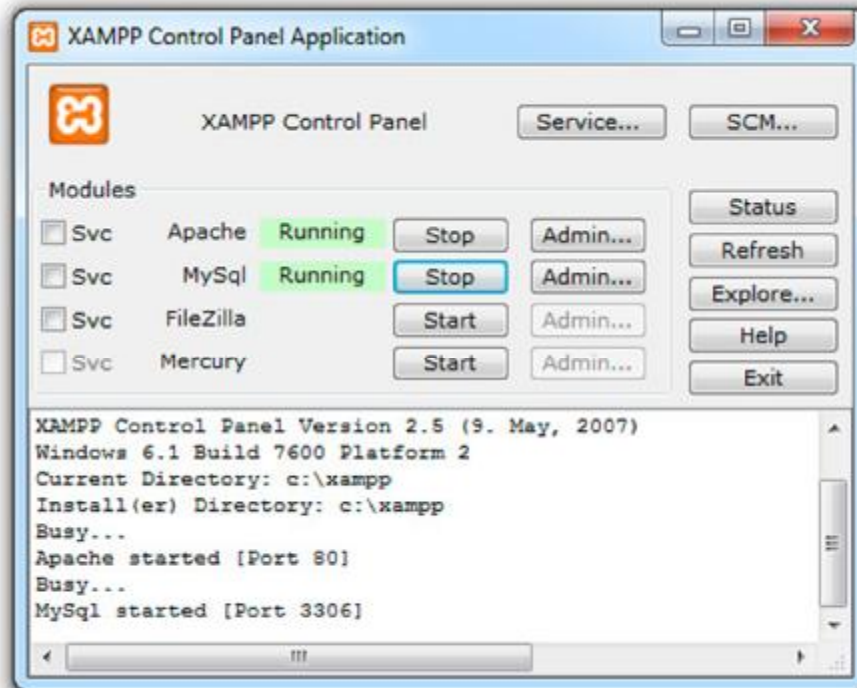 XAMPP Control Panel Application
XAMPP Control Panel Service... SCM...
Modules
Svc Apache Running Stop Admin...
Svc MySql Running Stop Admin...
Svc FileZilla Start Admin...
Svc Mercury Start Admin...
Status
Refresh
Explore...
Help
Exit
XAMPP Control Panel Version 2.5 (9. May, 2007)
Windows 6.1 Build 7600 Platform 2
Current Directory: c:\xampp
Install(er) Directory: c:\xampp
Busy...
Apache started [Port 80]
Busy...
MySql started [Port 3306]